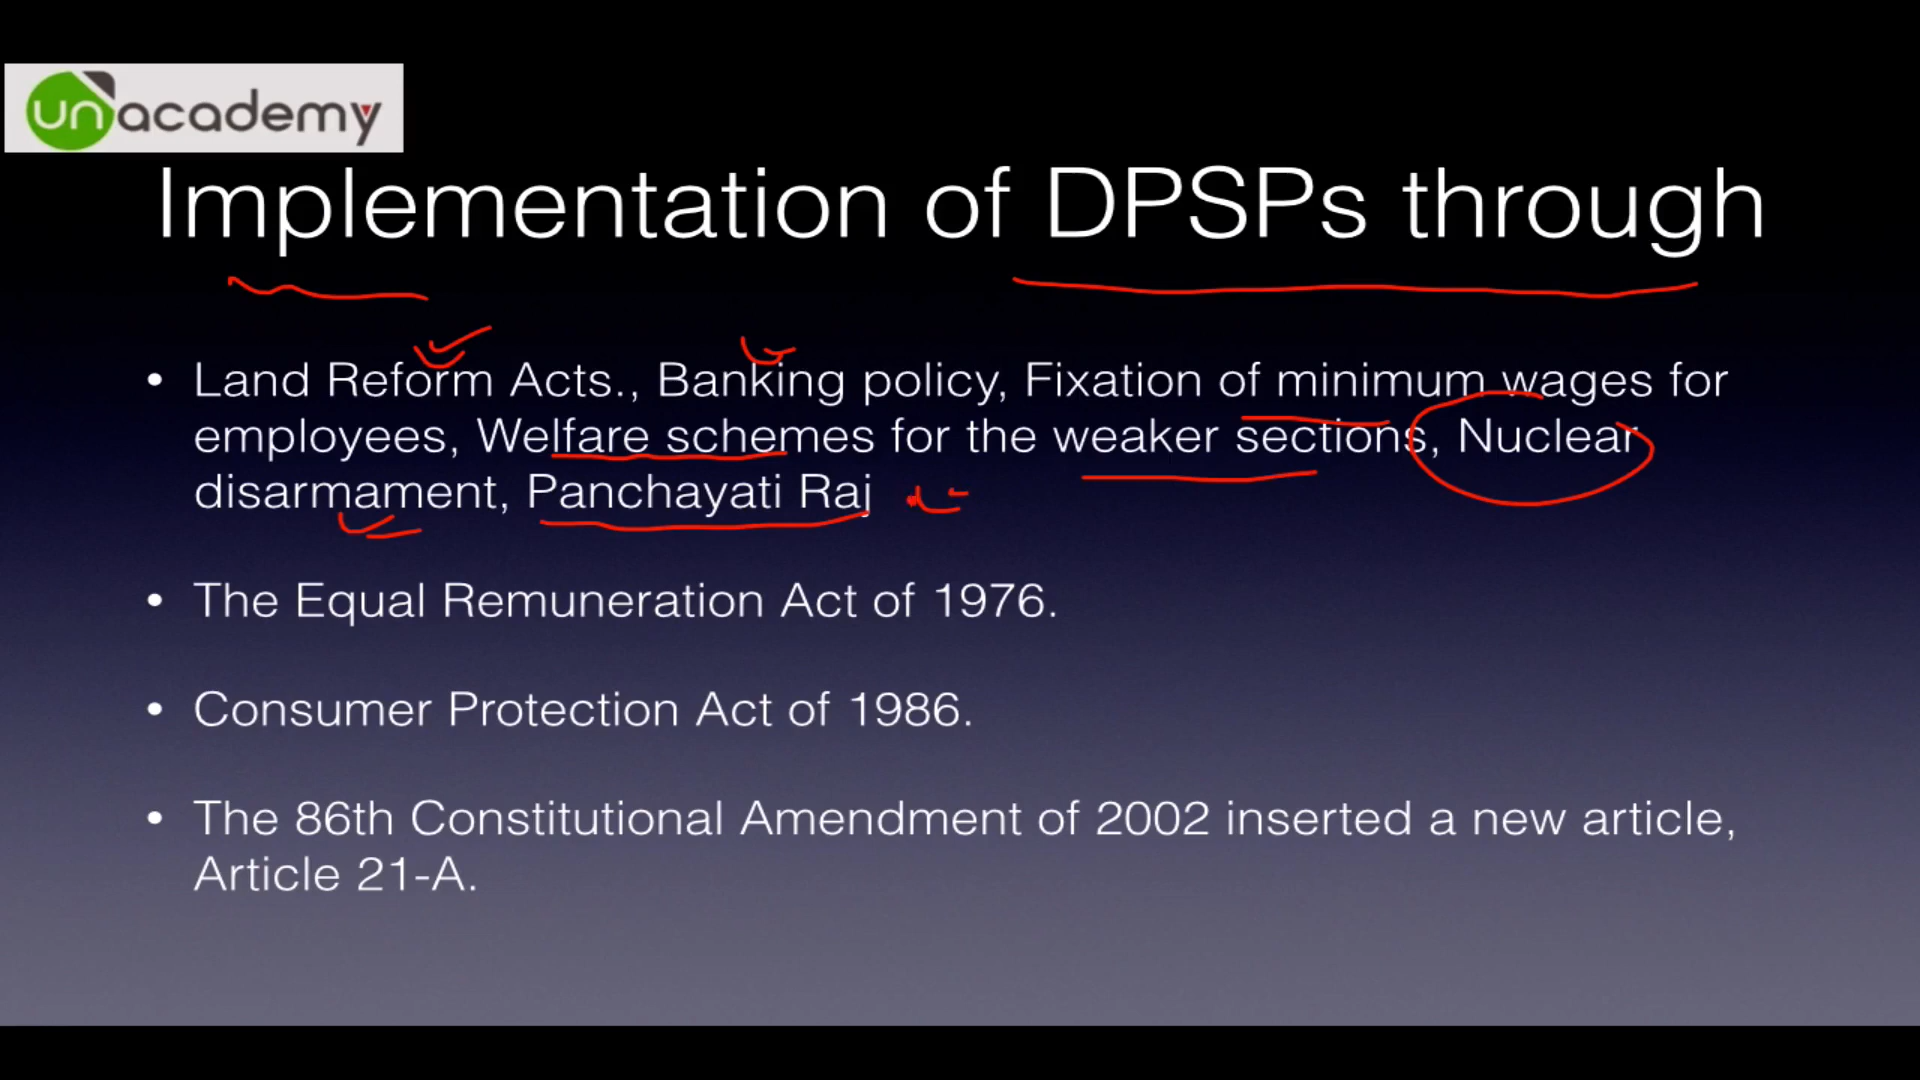 unacademy
Implementation of DPSPs through
• Land Reform Acts., Banking policy, Fixation of minimum wages for
employees, Welfare schemes for the weaker sections, Nuclear
disarmament, Panchayati Raj
• The Equal Remuneration Act of 1976.
• Consumer Protection Act of 1986.
• The 86th Constitutional Amendment of 2002 inserted a new article,
Article 21-A.